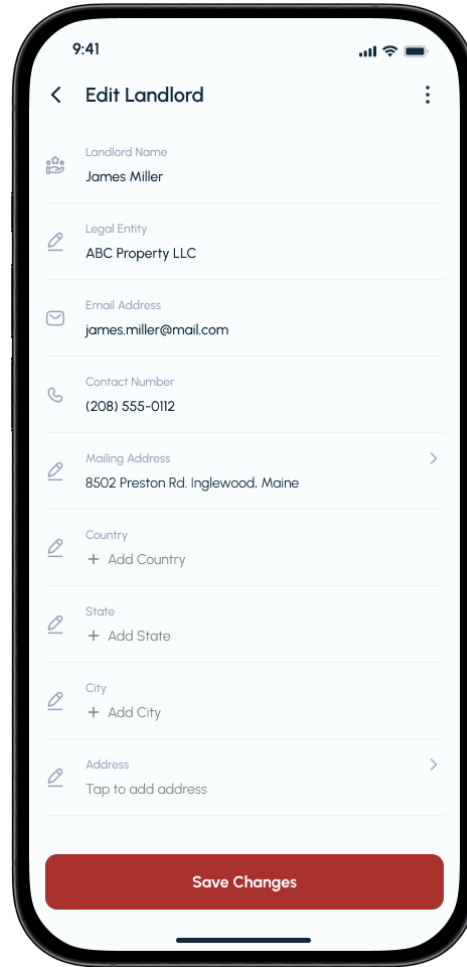 9:41
Edit Landlord
Landlord Name
James Miller
Legal Entity
ABC Property LLC
Email Address
james.miller@mail.com
Contact Number
(208) 555-0112
Mailing Address
8502 Preston Rd. Inglewood, Maine
Country
+ Add Country
State
+ Add State
City
+ Add City
Address
Tap to add address
Save Changes